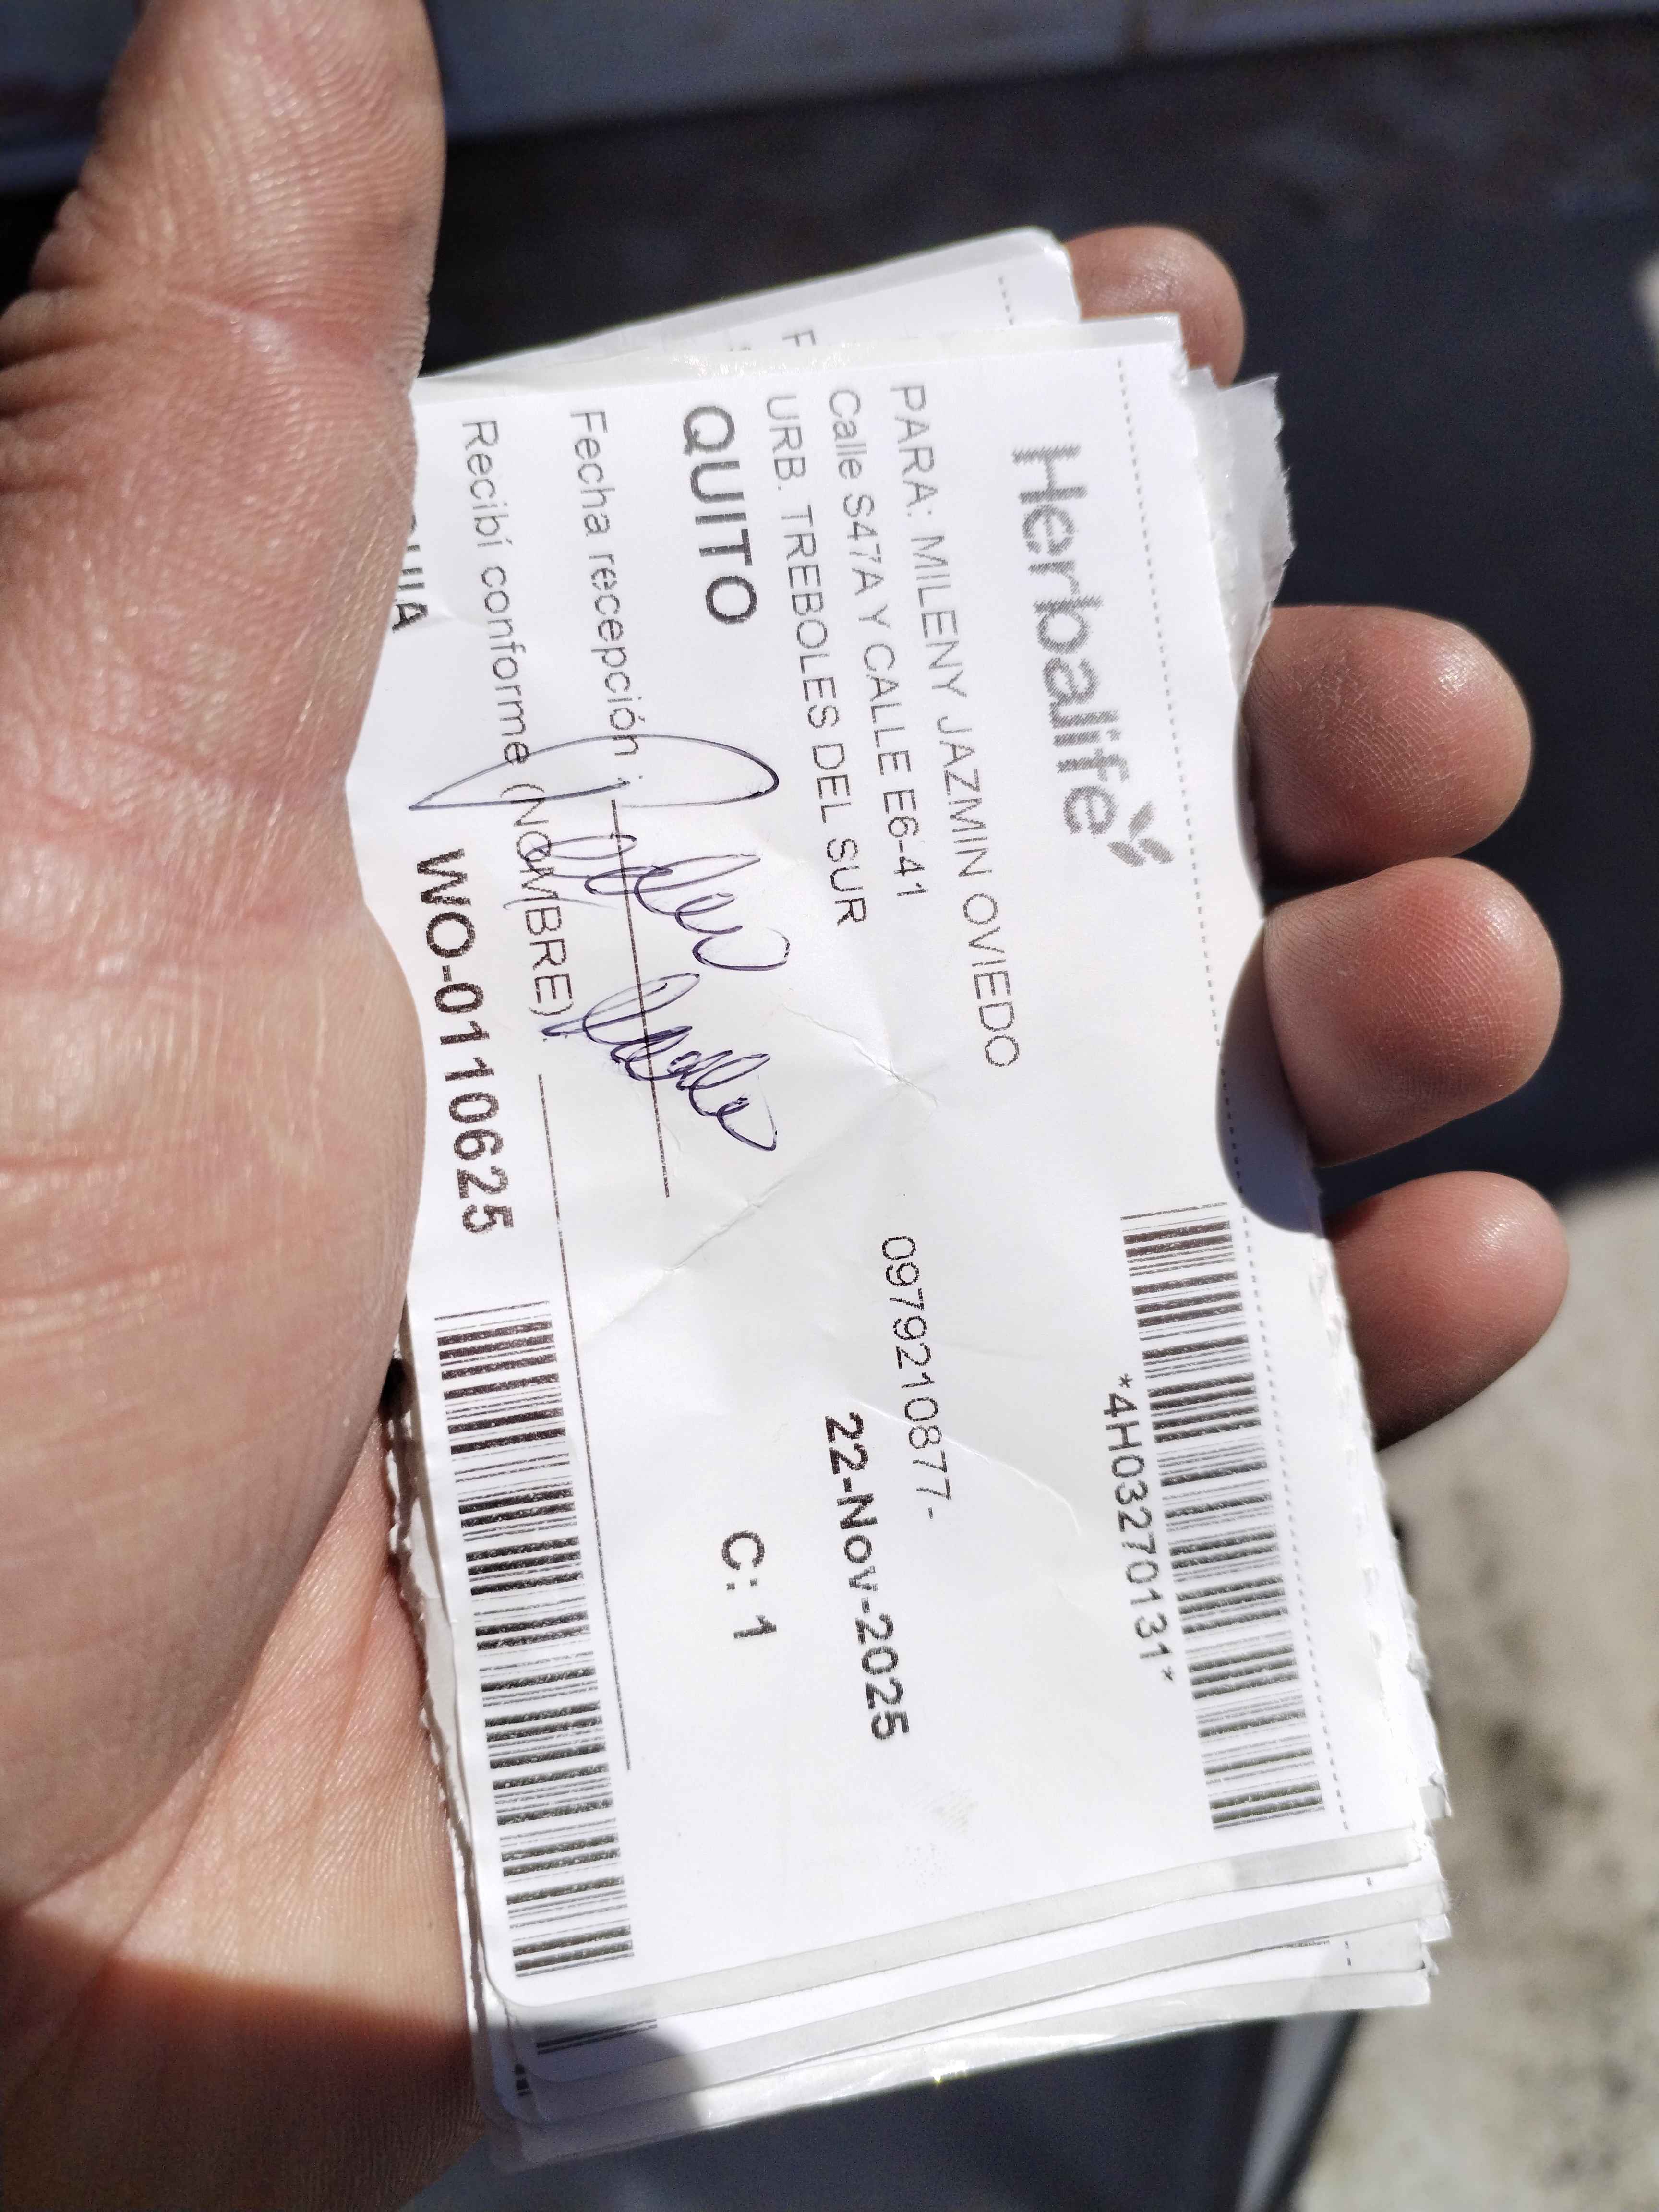 Herbalife
*4H03270131*
PARA: MILENY JAZMIN OVIEDO
Calle S47A Y CALLE E6-41
0979210877-
URB. TREBOLES DEL SUR
22-Nov-2025
QUITO
C: 1
Fecha recepción :
Recibí conforme (NOMBRE)
WO-0110625